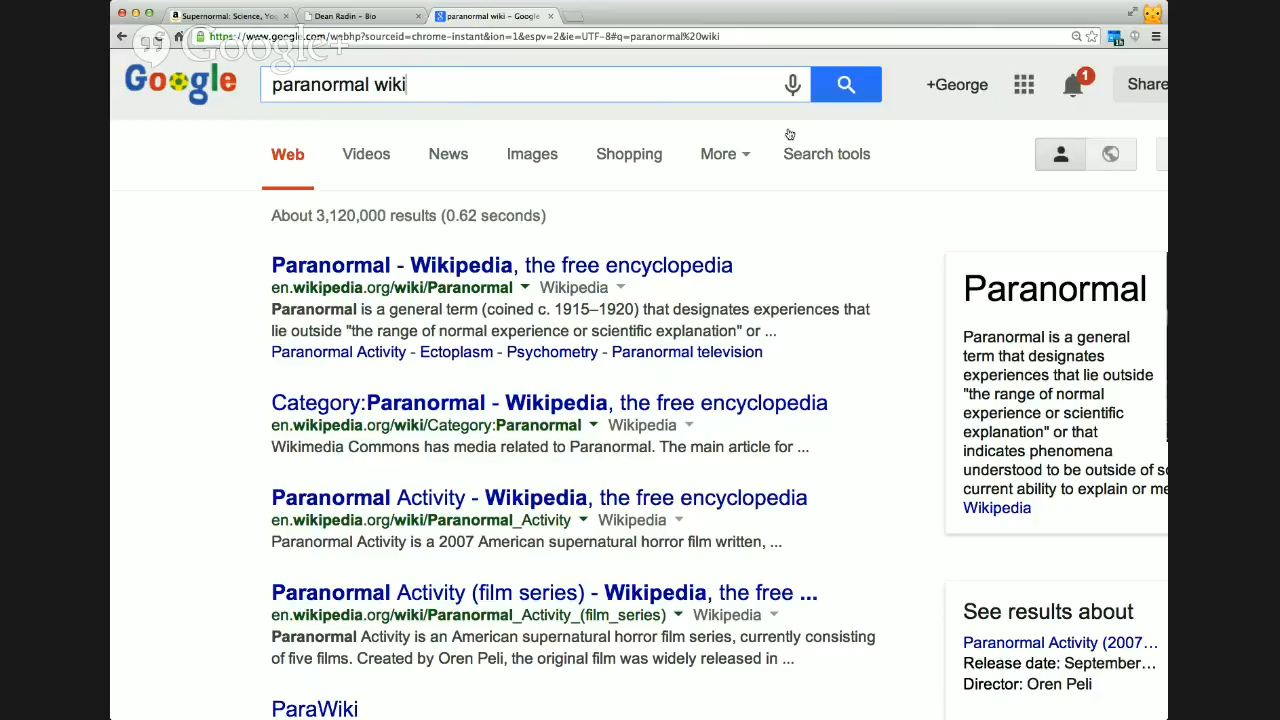 Supernormal: Science, Yog
Dean Radin - Bio
paranormal wiki - Google
https://www.google.com/webhp?sourceid=chrome-instant&ion=1&espv=2&ie=UTF-8#q=paranormal%20wiki
1h
Google+
Google
paranormal wiki
+George
1
Share
Web
Videos
News
Images
Shopping
More
Search tools
About 3,120,000 results (0.62 seconds)
Paranormal - Wikipedia, the free encyclopedia
en.wikipedia.org/wiki/Paranormal Wikipedia
Paranormal is a general term (coined c. 1915–1920) that designates experiences that
lie outside "the range of normal experience or scientific explanation" or ...
Paranormal Activity - Ectoplasm - Psychometry - Paranormal television
Category:Paranormal - Wikipedia, the free encyclopedia
en.wikipedia.org/wiki/Category:Paranormal Wikipedia
Wikimedia Commons has media related to Paranormal. The main article for ...
Paranormal Activity - Wikipedia, the free encyclopedia
en.wikipedia.org/wiki/Paranormal_Activity Wikipedia
Paranormal Activity is a 2007 American supernatural horror film written, ...
Paranormal Activity (film series) - Wikipedia, the free ...
en.wikipedia.org/wiki/Paranormal_Activity_(film_series) Wikipedia
Paranormal Activity is an American supernatural horror film series, currently consisting
of five films. Created by Oren Peli, the original film was widely released in ...
ParaWiki
Paranormal
Paranormal is a general
term that designates
experiences that lie outside
"the range of normal
experience or scientific
explanation" or that
indicates phenomena
understood to be outside of sc
current ability to explain or me
Wikipedia
See results about
Paranormal Activity (2007...
Release date: September...
Director: Oren Peli